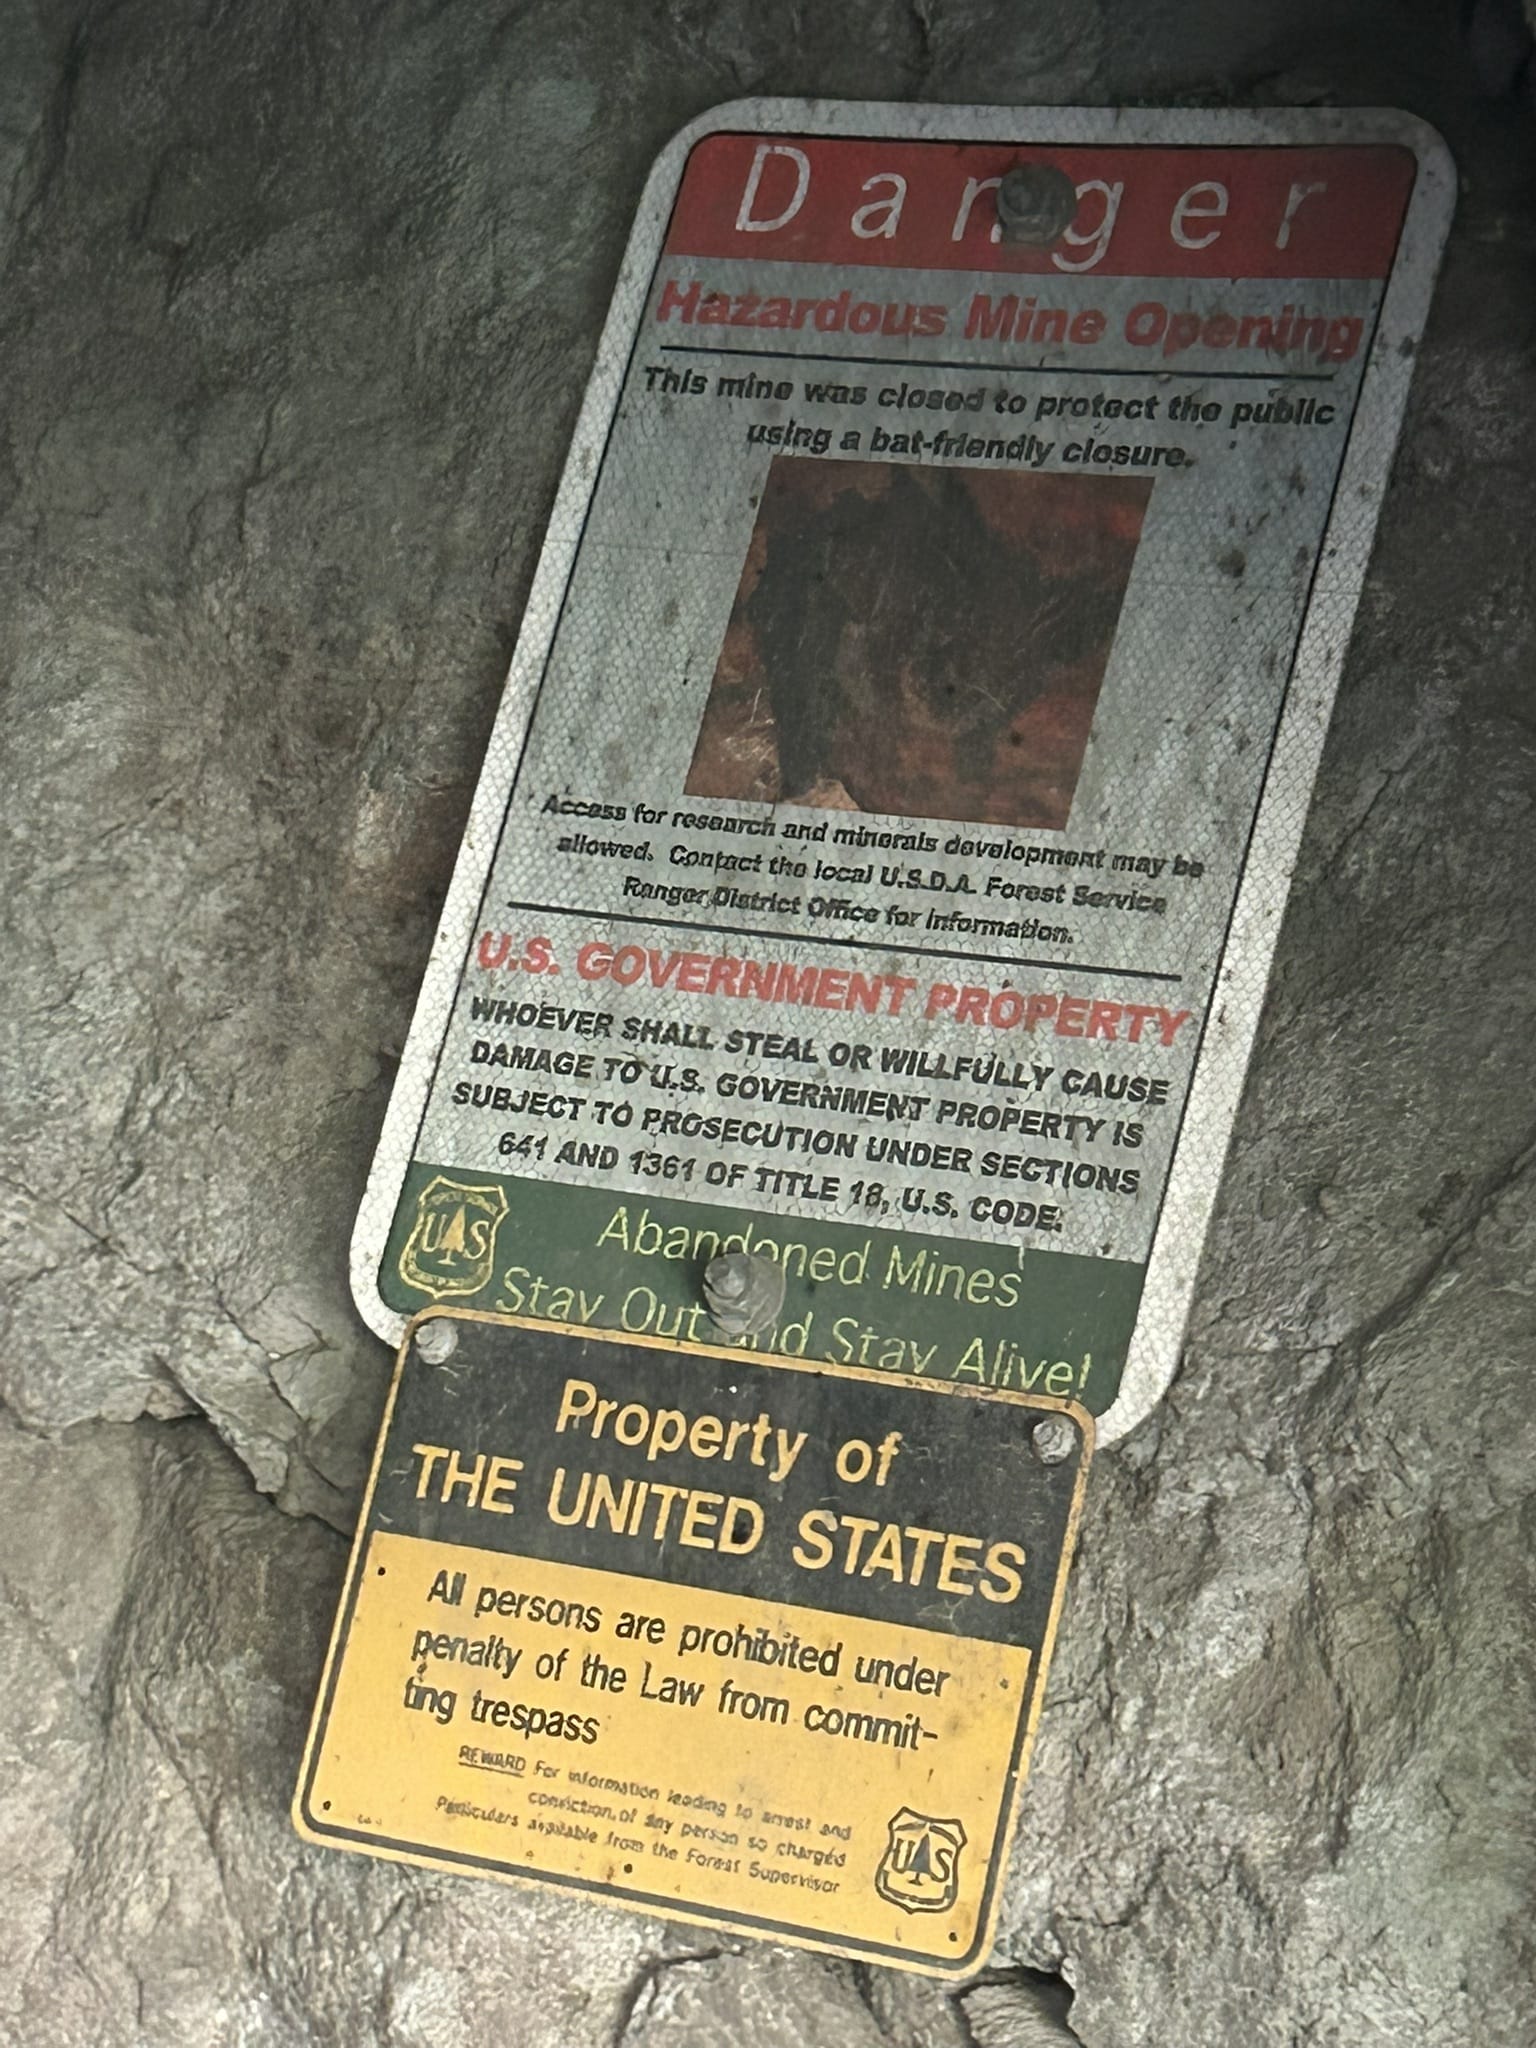 Danger
Hazardous Mine Opening
This mine was closed to protect the public
using a bat-friendly closure.
Access for research and minerals development may be
allowed. Contact the local U.S.D.A. Forest Service
Ranger District Office for information.
U.S. GOVERNMENT PROPERTY
WHOEVER SHALL STEAL OR WILLFULLY CAUSE
DAMAGE TO U.S. GOVERNMENT PROPERTY IS
SUBJECT TO PROSECUTION UNDER SECTIONS
641 AND 1361 OF TITLE 18, U.S. CODE.
US
Abandoned Mines
Stay Out and Stay Alive!
Property of
THE UNITED STATES
All persons are prohibited under
penalty of the Law from commit-
ting trespass
REWARD For information leading to arrest and
conviction of any person so charged
Particulars available from the Forest Supervisor
US